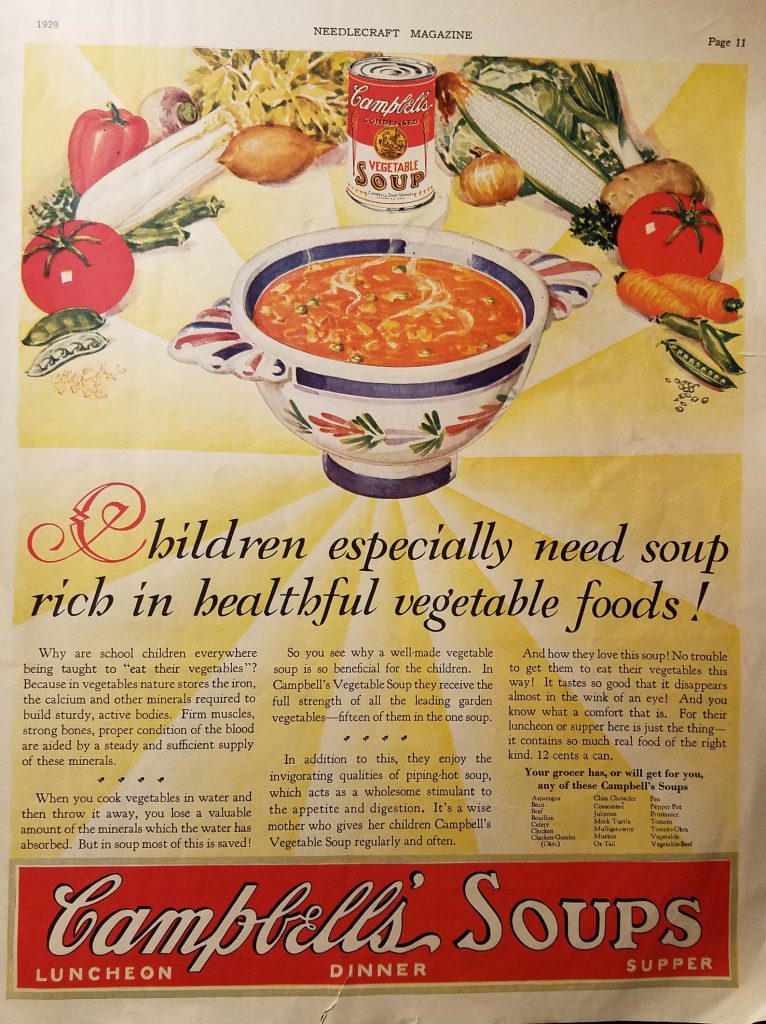 1929
NEEDLECRAFT MAGAZINE
Page 11
Campbell's
CONDENSED
VEGETABLE
SOUP
Children especially need soup
rich in healthful vegetable foods!
Why are school children everywhere
being taught to "eat their vegetables"?
Because in vegetables nature stores the iron,
the calcium and other minerals required to
build sturdy, active bodies. Firm muscles,
strong bones, proper condition of the blood
are aided by a steady and sufficient supply
of these minerals.
When you cook vegetables in water and
then throw it away, you lose a valuable
amount of the minerals which the water has
absorbed. But in soup most of this is saved!
So you see why a well-made vegetable
soup is so beneficial for the children. In
Campbell's Vegetable Soup they receive the
full strength of all the leading garden
vegetables—fifteen of them in the one soup.
In addition to this, they enjoy the
invigorating qualities of piping-hot soup,
which acts as a wholesome stimulant to
the appetite and digestion. It's a wise
mother who gives her children Campbell's
Vegetable Soup regularly and often.
And how they love this soup! No trouble
to get them to eat their vegetables this
way! It tastes so good that it disappears
almost in the wink of an eye! And you
know what a comfort that is. For their
luncheon or supper here is just the thing—
it contains so much real food of the right
kind. 12 cents a can.
Your grocer has, or will get for you,
any of these Campbell's Soups
Asparagus
Bean
Beef
Bouillon
Celery
Chicken
Chicken-Gumbo
(Okra)
Clam Chowder
Consommé
Julienne
Mock Turtle
Mulligatawny
Mutton
Ox Tail
Pea
Pepper Pot
Printanier
Tomato
Tomato-Okra
Vegetable
Vegetable-Beef
Campbell's SOUPS
LUNCHEON DINNER SUPPER